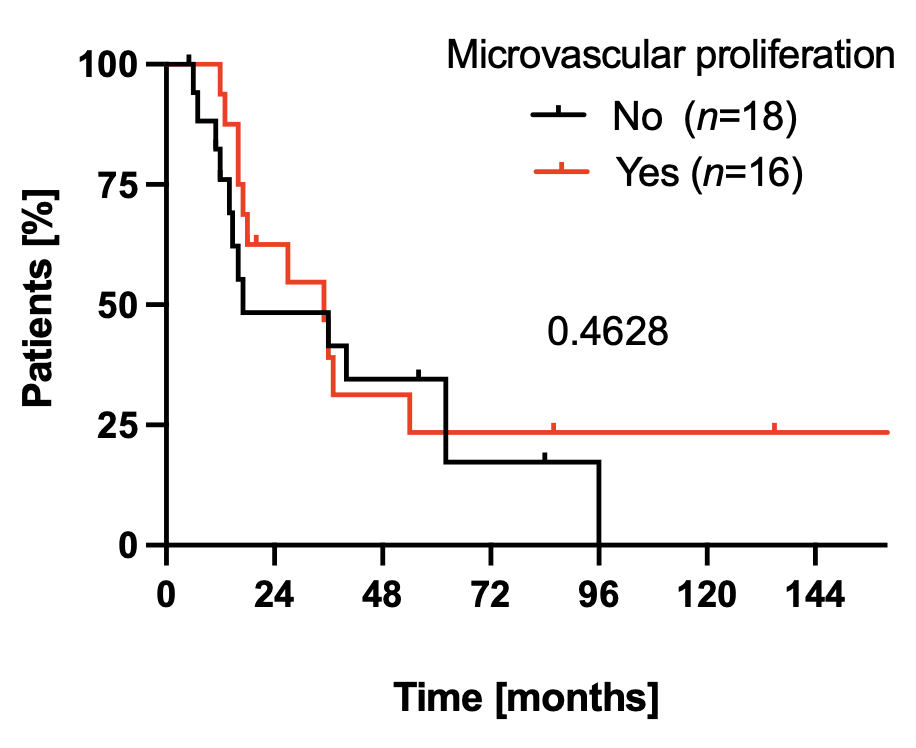 Microvascular proliferation
No (n=18)
Yes (n=16)
0.4628
Patients [%]
100
75
50
25
0
0 24 48 72 96 120 144
Time [months]